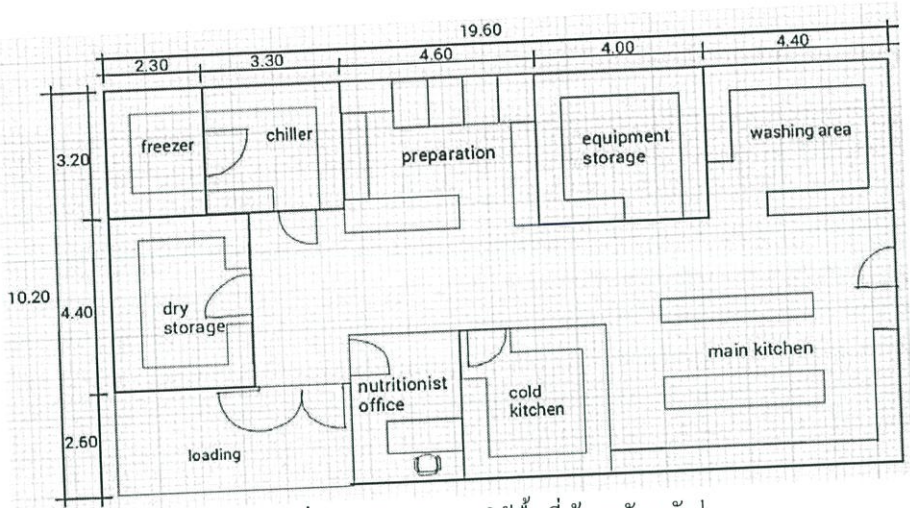 19.60
2.30
3.30
4.60
4.00
4.40
3.20
freezer
chiller
preparation
equipment
storage
washing area
10.20
4.40
dry
storage
main kitchen
nutritionist
office
cold
kitchen
2.60
loading